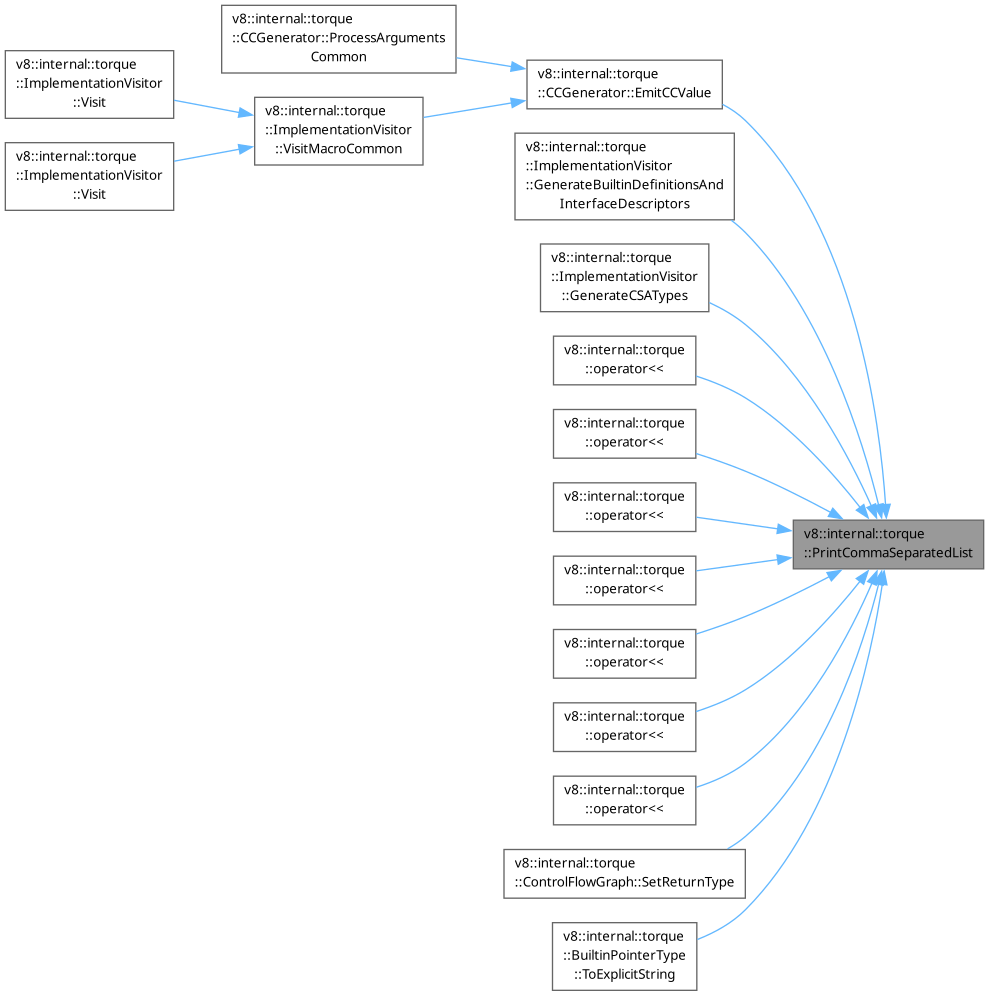 v8::internal::torque
::CCGenerator::ProcessArguments
Common
v8::internal::torque
::ImplementationVisitor
::Visit
v8::internal::torque
::CCGenerator::EmitCCValue
v8::internal::torque
::ImplementationVisitor
::VisitMacroCommon
v8::internal::torque
::ImplementationVisitor
::Visit
v8::internal::torque
::ImplementationVisitor
::GenerateBuiltinDefinitionsAnd
InterfaceDescriptors
v8::internal::torque
::ImplementationVisitor
::GenerateCSATypes
v8::internal::torque
::operator<<
v8::internal::torque
::operator<<
v8::internal::torque
::operator<<
v8::internal::torque
::PrintCommaSeparatedList
v8::internal::torque
::operator<<
v8::internal::torque
::operator<<
v8::internal::torque
::operator<<
v8::internal::torque
::operator<<
v8::internal::torque
::ControlFlowGraph::SetReturnType
v8::internal::torque
::BuiltinPointerType
::ToExplicitString